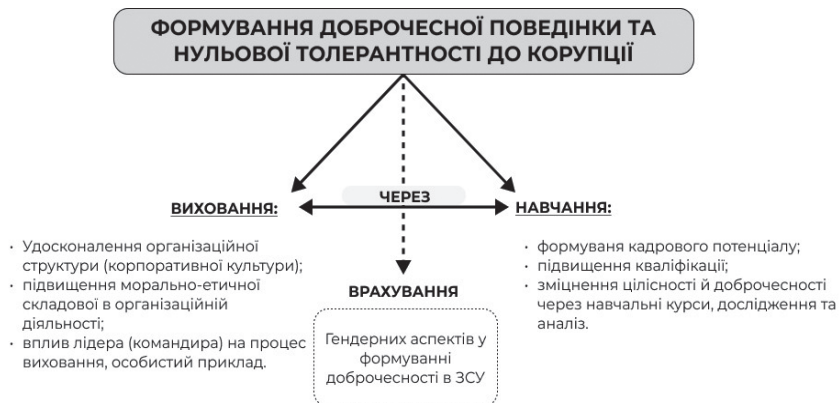 ФОРМУВАННЯ ДОБРОЧЕСНОЇ ПОВЕДІНКИ ТА
НУЛЬОВОЇ ТОЛЕРАНТНОСТІ ДО КОРУПЦІЇ
ЧЕРЕЗ
ВИХОВАННЯ:
· Удосконалення організаційної
структури (корпоративної культури);
· підвищення морально-етичної
складової в організаційній
діяльності;
· вплив лідера (командира) на процес
виховання, особистий приклад.
НАВЧАННЯ:
· формуваня кадрового потенціалу;
· підвищення кваліфікації;
· зміцнення цілісності й доброчесності
через навчальні курси, дослідження та
аналіз.
ВРАХУВАННЯ
Гендерних аспектів у
формуванні
доброчесності в ЗСУ